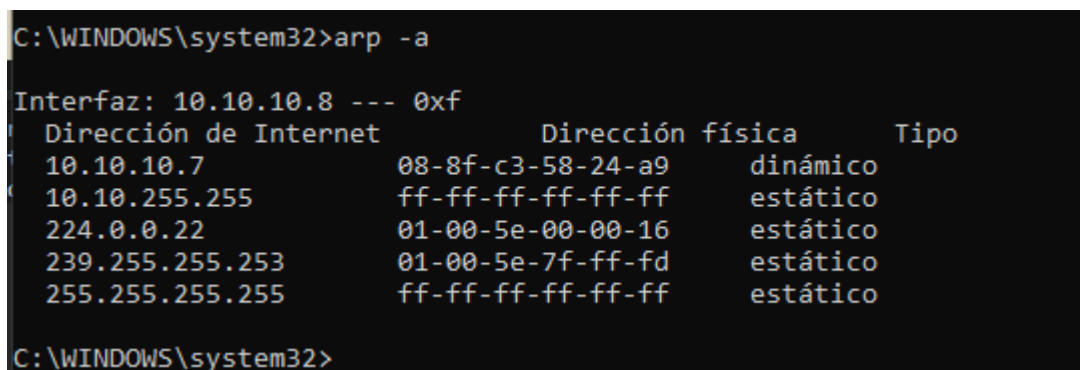 C:\WINDOWS\system32>arp -a
Interfaz: 10.10.10.8 --- 0xf
Dirección de Internet Dirección física Tipo
10.10.10.7 08-8f-c3-58-24-a9 dinámico
10.10.255.255 ff-ff-ff-ff-ff-ff estático
224.0.0.22 01-00-5e-00-00-16 estático
239.255.255.253 01-00-5e-7f-ff-fd estático
255.255.255.255 ff-ff-ff-ff-ff-ff estático
C:\WINDOWS\system32>